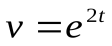 v = e^{2t}